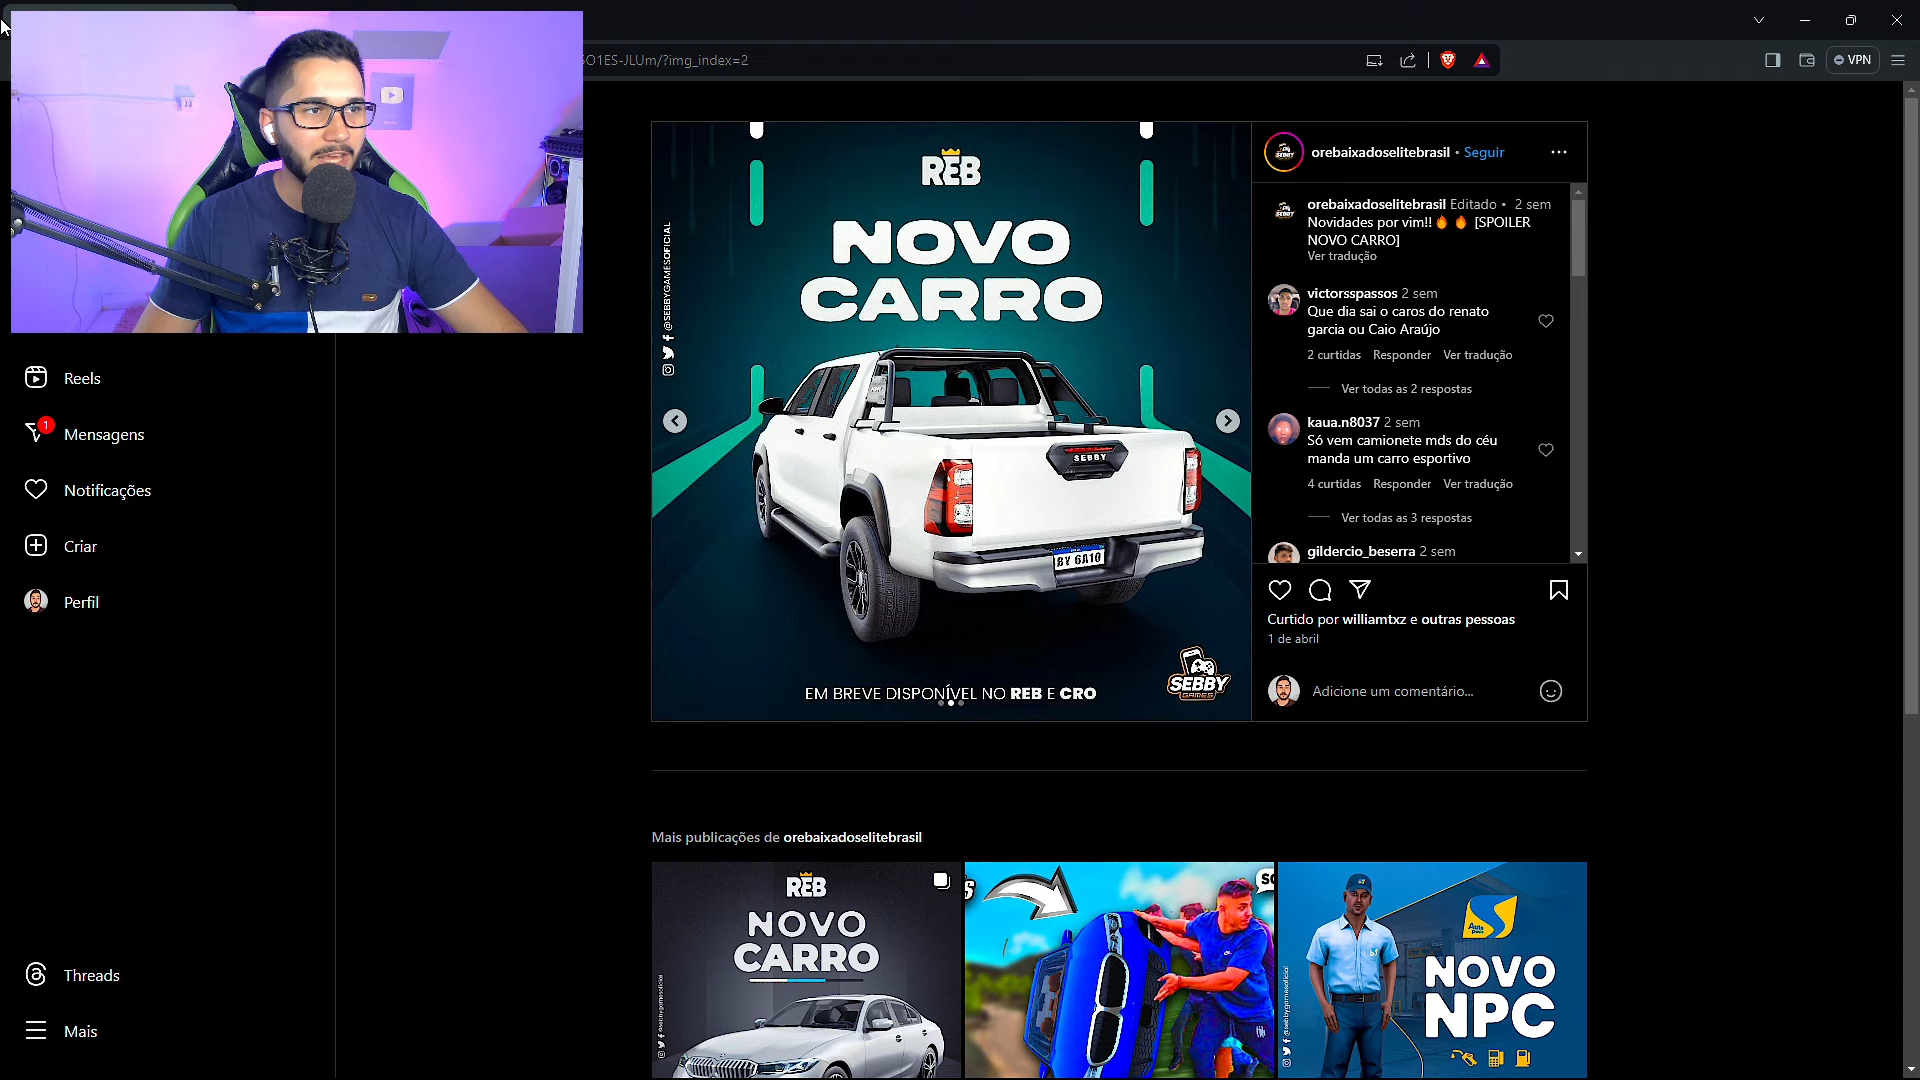 SO1ES-JLUm/?img_index=2
VPN
Reels
1
Mensagens
Notificações
Criar
Perfil
Threads
Mais
REB
NOVO
CARRO
@SEBBYGAMESOFICIAL
SEBBY
BY 6A10
SEBBY
GAMES
EM BREVE DISPONÍVEL NO REB E CRO
orebaixadoselitebrasil • Seguir
orebaixadoselitebrasil Editado • 2 sem
Novidades por vim!!🔥 🔥 [SPOILER
NOVO CARRO]
Ver tradução
victorsspassos 2 sem
Que dia sai o caros do renato
garcia ou Caio Araújo
2 curtidas Responder Ver tradução
Ver todas as 2 respostas
kaua.n8037 2 sem
Só vem camionete mds do céu
manda um carro esportivo
4 curtidas Responder Ver tradução
Ver todas as 3 respostas
gildercio_beserra 2 sem
Curtido por williamtxz e outras pessoas
1 de abril
Adicione um comentário...
Mais publicações de orebaixadoselitebrasil
REB
NOVO
CARRO
@sebbygamesoficial
NOVO
NPC
@sebbygamesoficial